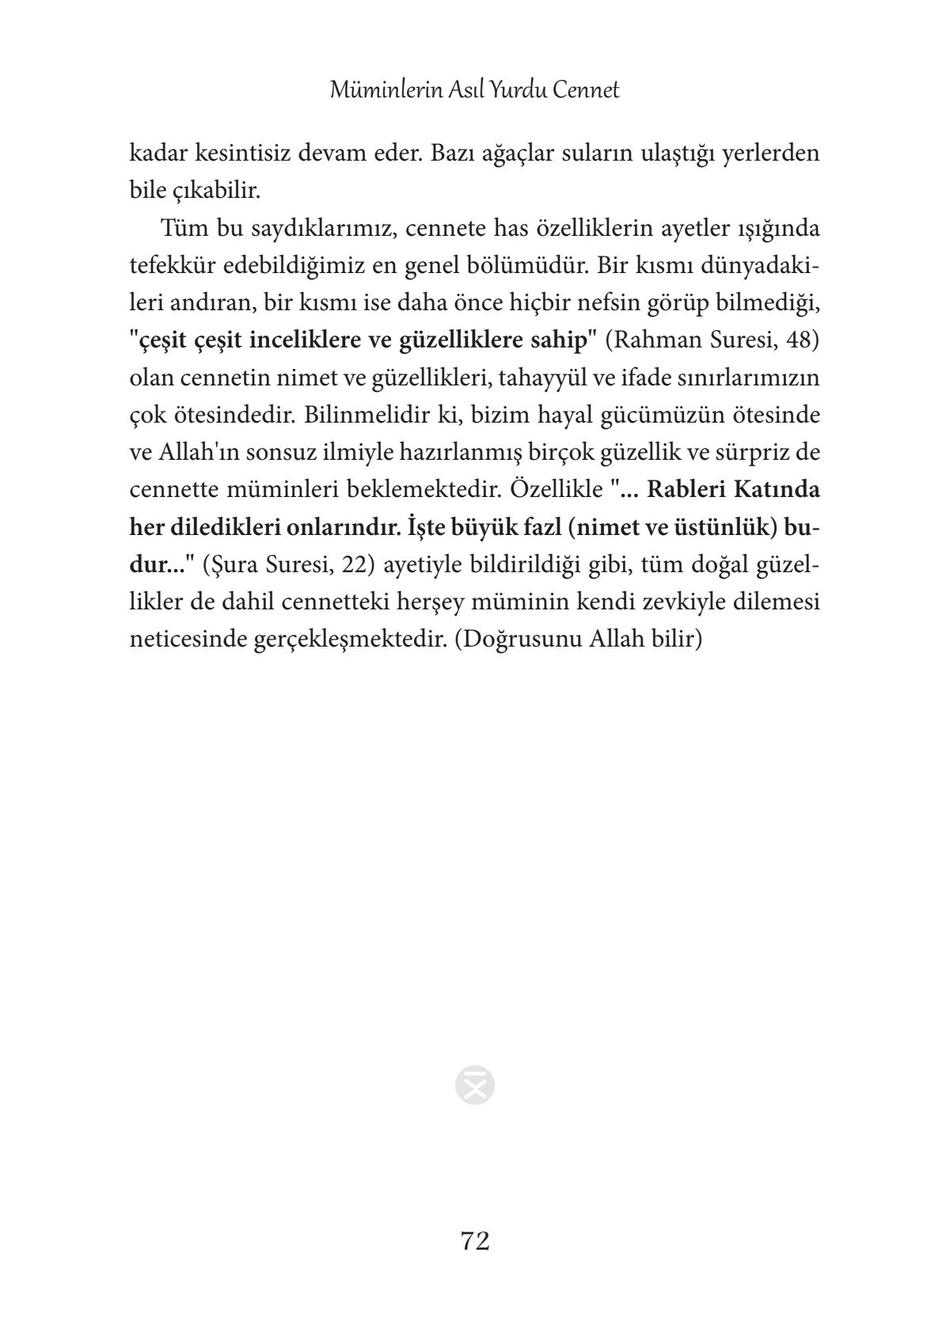 Müminlerin Asıl Yurdu Cennet
kadar kesintisiz devam eder. Bazı ağaçlar suların ulaştığı yerlerden
bile çıkabilir.
Tüm bu saydıklarımız, cennete has özelliklerin ayetler ışığında
tefekkür edebildiğimiz en genel bölümüdür. Bir kısmı dünyadaki-
leri andıran, bir kısmı ise daha önce hiçbir nefsin görüp bilmediği,
"çeşit çeşit inceliklere ve güzelliklere sahip" (Rahman Suresi, 48)
olan cennetin nimet ve güzellikleri, tahayyül ve ifade sınırlarımızın
çok ötesindedir. Bilinmelidir ki, bizim hayal gücümüzün ötesinde
ve Allah'ın sonsuz ilmiyle hazırlanmış birçok güzellik ve sürpriz de
cennette müminleri beklemektedir. Özellikle "... Rableri Katında
her diledikleri onlarındır. İşte büyük fazl (nimet ve üstünlük) bu-
dur..." (Şura Suresi, 22) ayetiyle bildirildiği gibi, tüm doğal güzel-
likler de dahil cennetteki herşey müminin kendi zevkiyle dilemesi
neticesinde gerçekleşmektedir. (Doğrusunu Allah bilir)
72